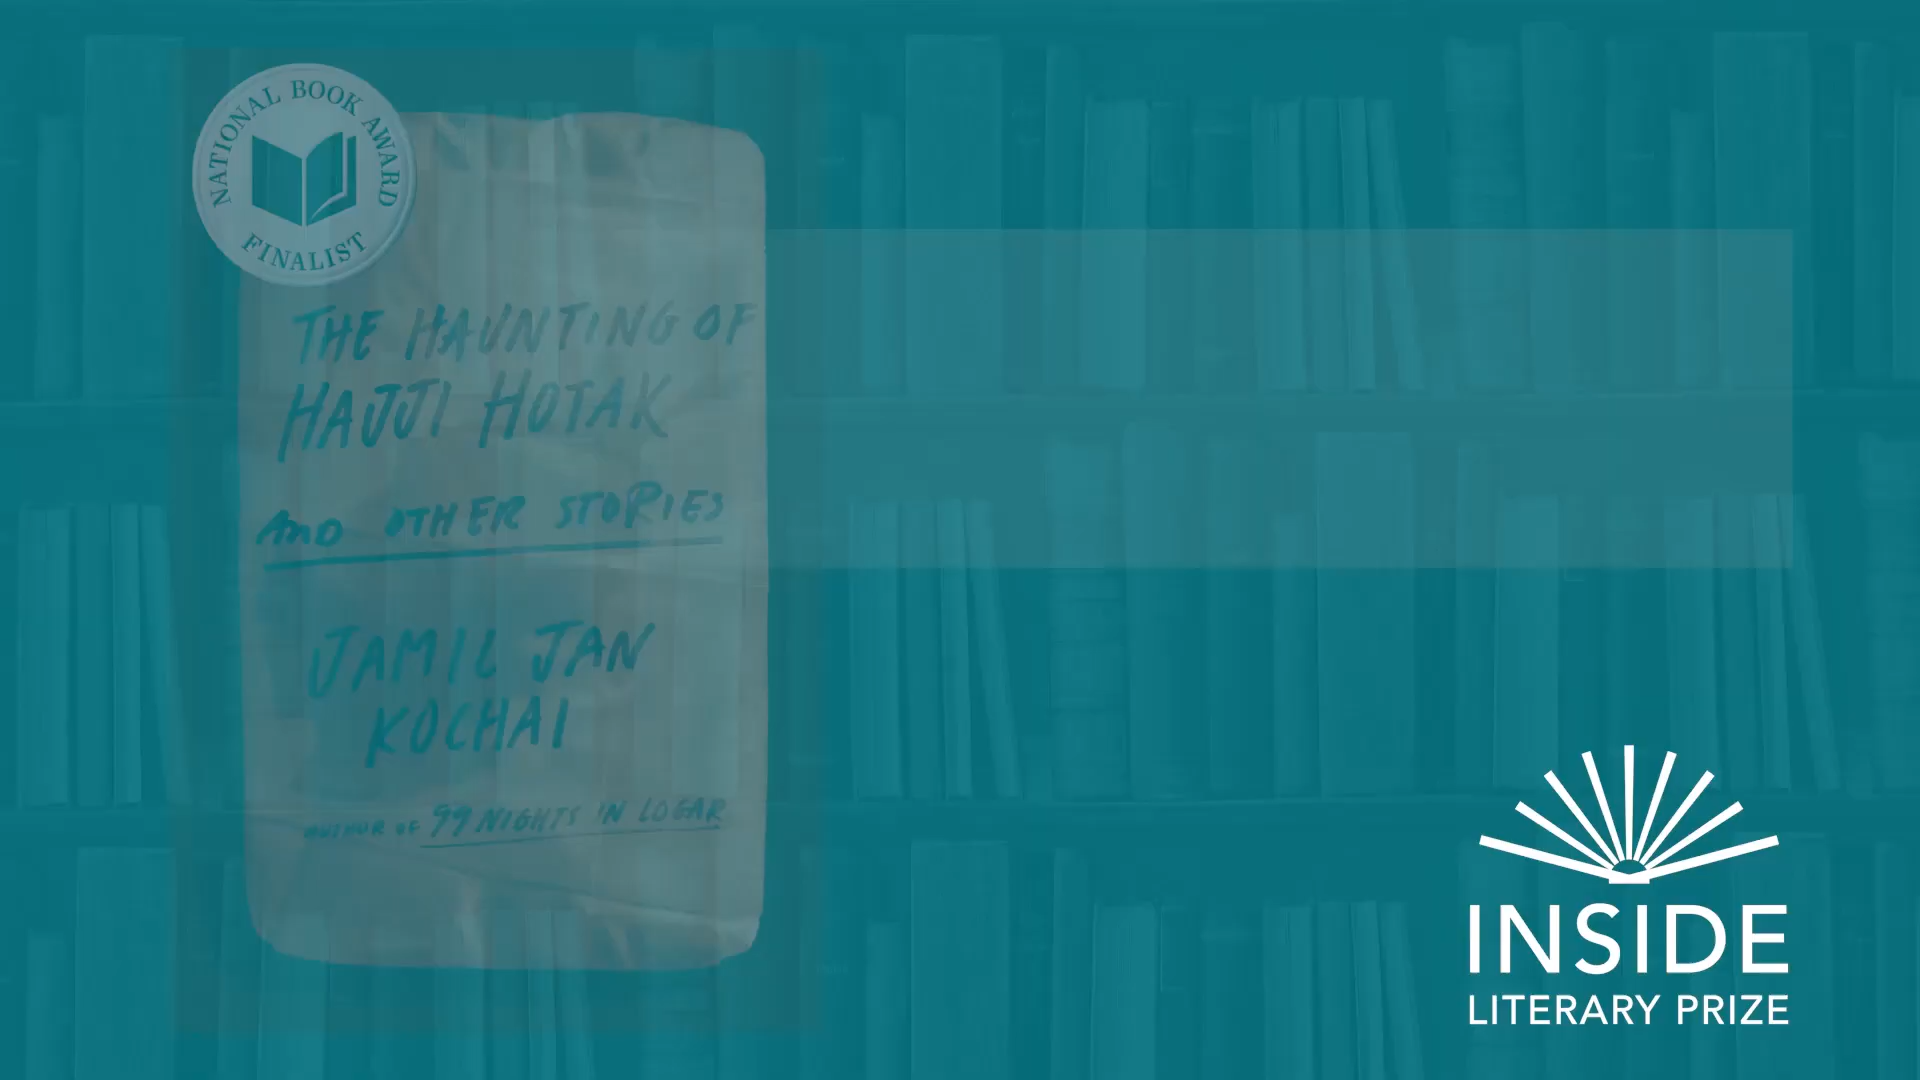 NATIONAL BOOK AWARD
FINALIST
THE HAUNTING OF
HAJJI HOTAK
AND OTHER STORIES
JAMIL JAN
KOCHAI
AUTHOR OF 99 NIGHTS IN LOGAR
INSIDE
LITERARY PRIZE